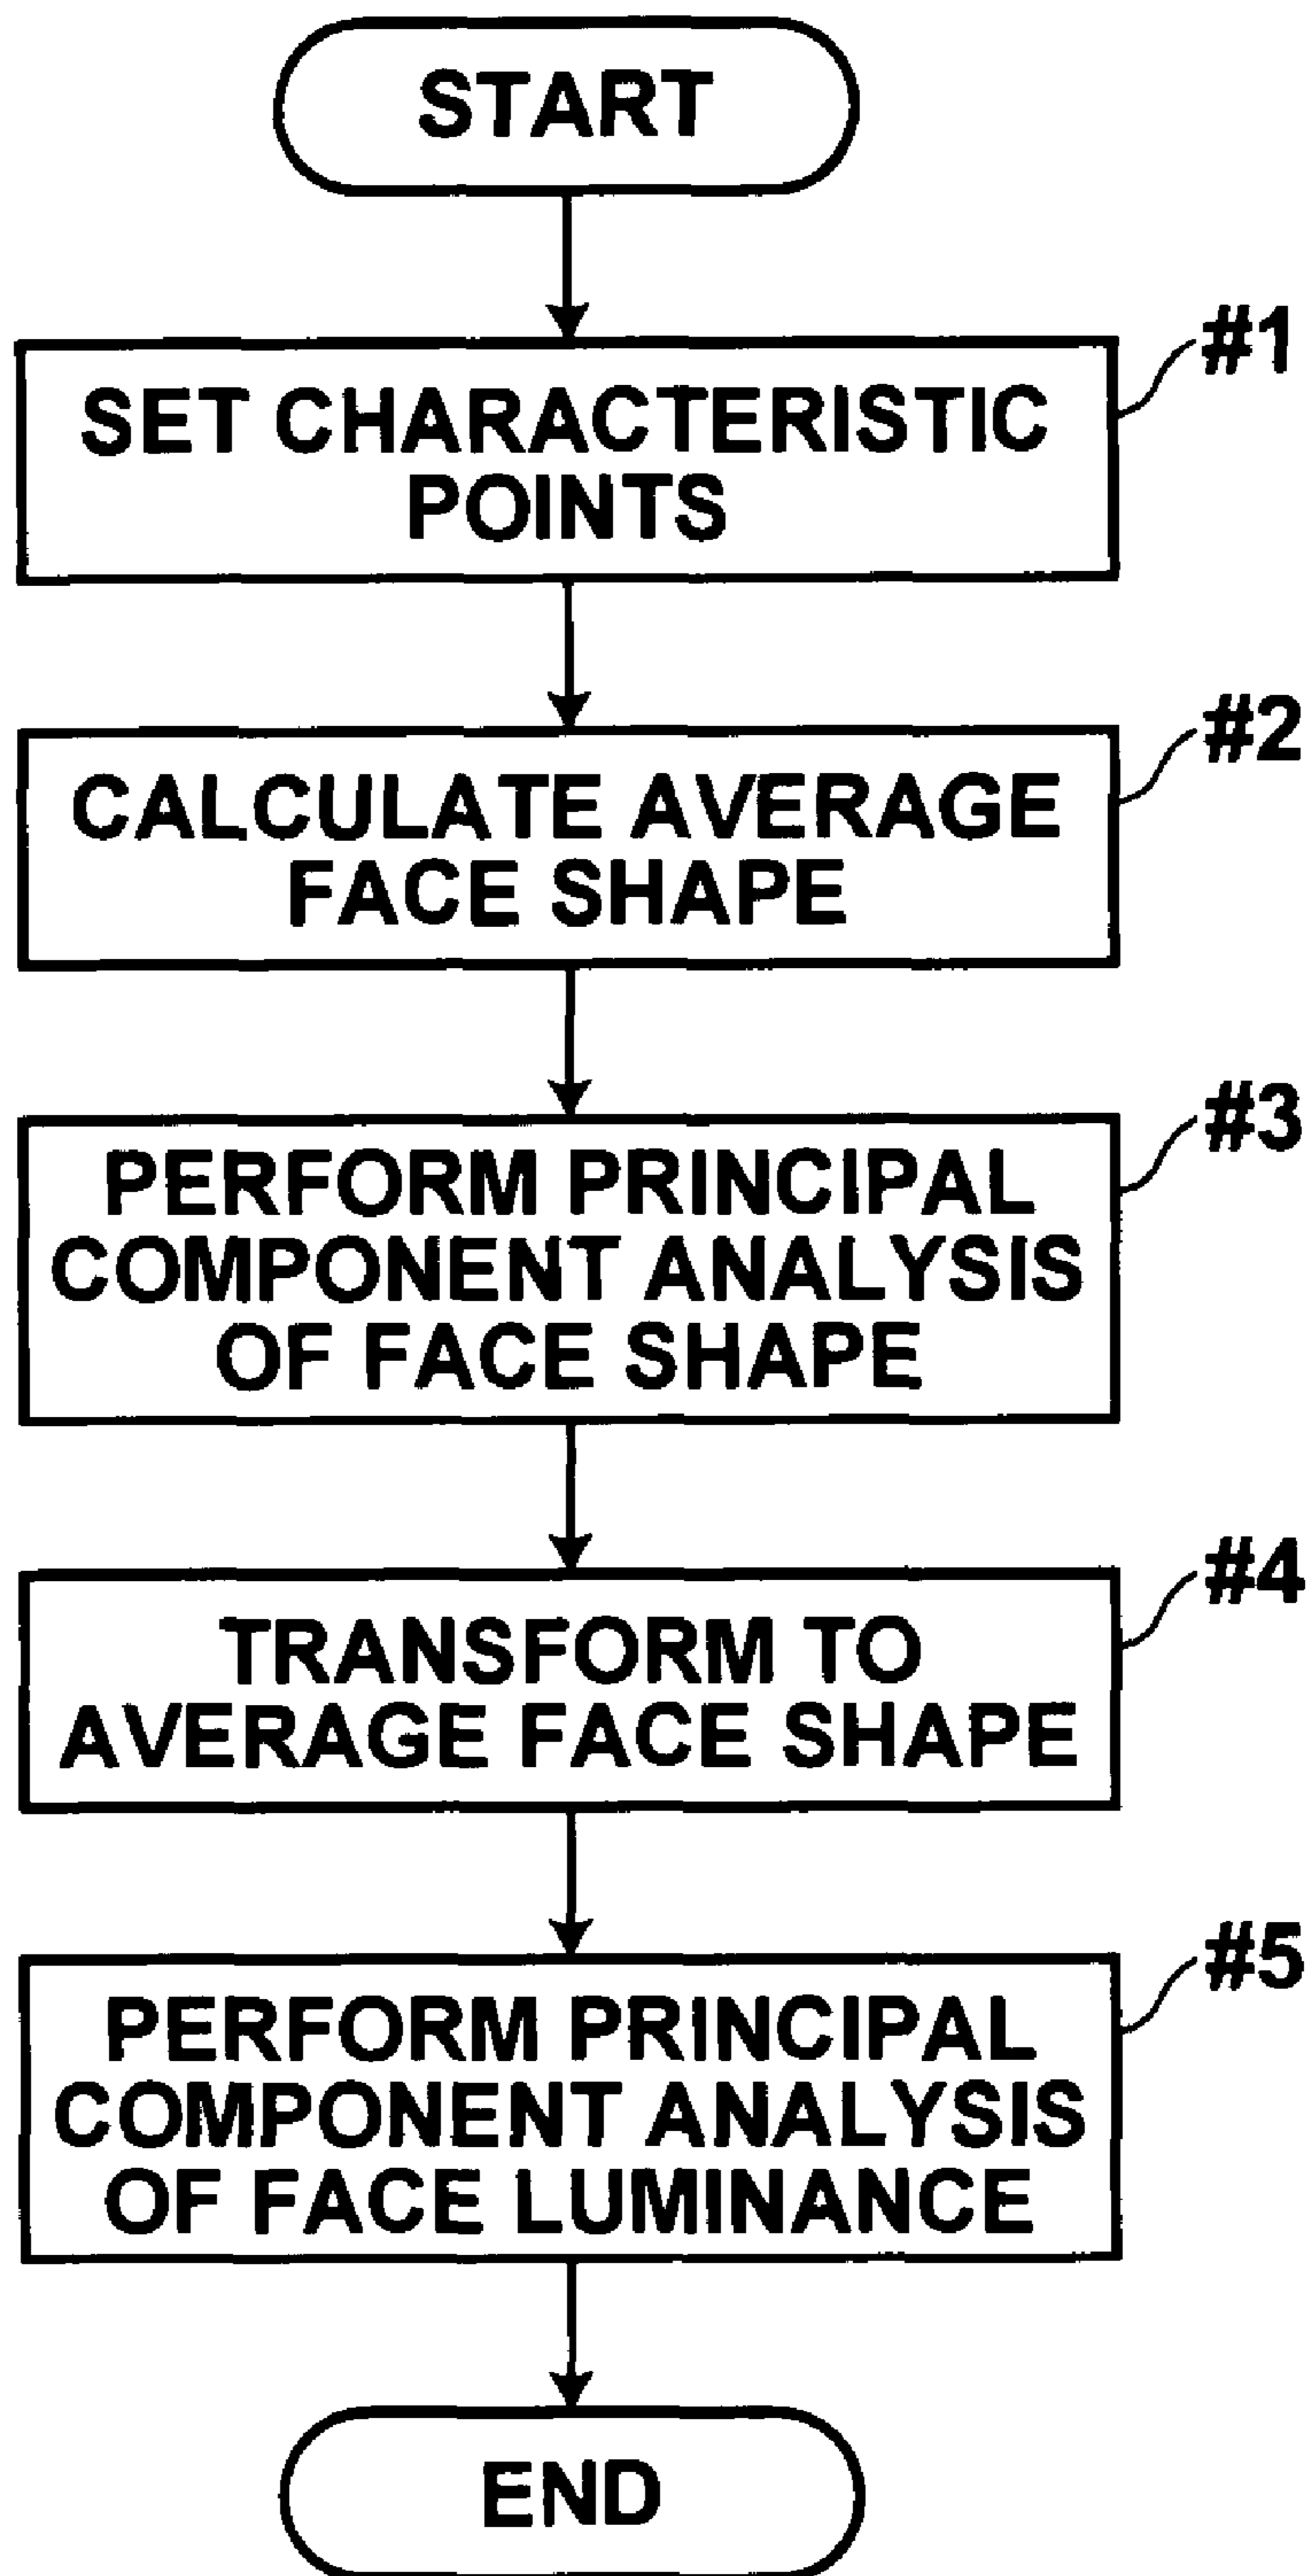 START
#1
SET CHARACTERISTIC
POINTS
#2
CALCULATE AVERAGE
FACE SHAPE
#3
PERFORM PRINCIPAL
COMPONENT ANALYSIS
OF FACE SHAPE
#4
TRANSFORM TO
AVERAGE FACE SHAPE
#5
PERFORM PRINCIPAL
COMPONENT ANALYSIS
OF FACE LUMINANCE
END